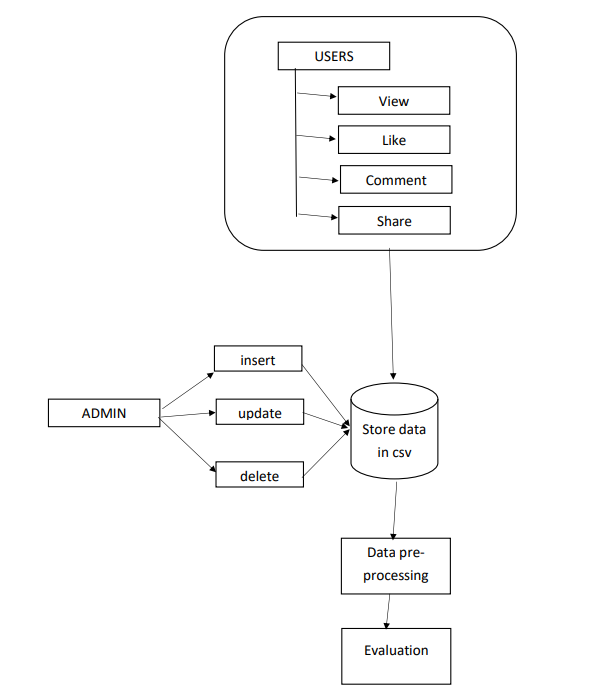 USERS
View
Like
Comment
Share
insert
ADMIN
update
delete
Store data
in csv
Data pre-
processing
Evaluation